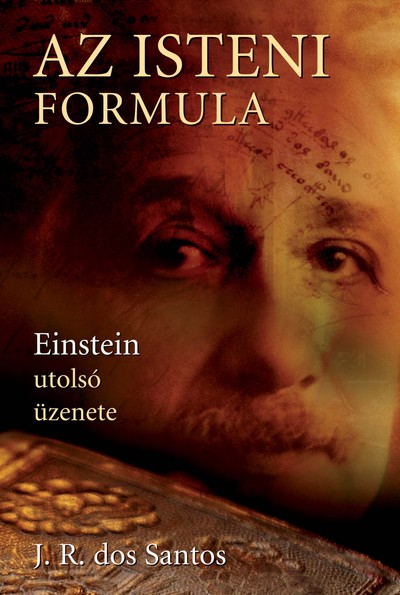 AZ ISTENI
FORMULA
Einstein
utolsó
üzenete
J. R. dos Santos